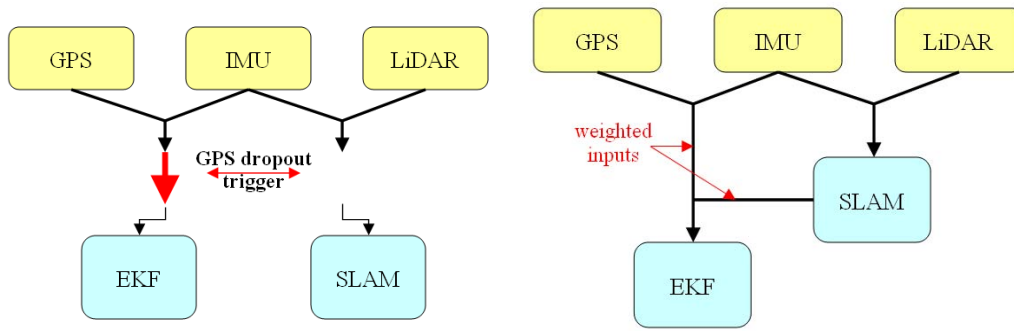 GPS
IMU
LiDAR
GPS dropout
trigger
EKF
SLAM
GPS
IMU
LiDAR
weighted
inputs
SLAM
EKF